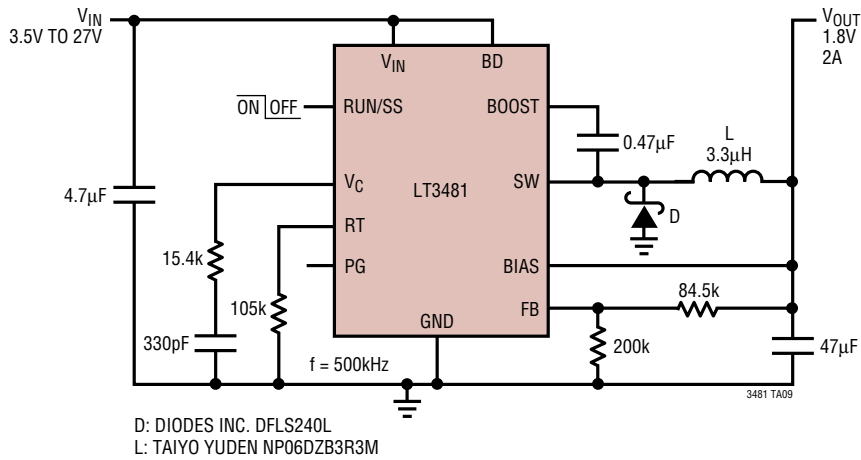 VIN
3.5V TO 27V
VOUT
1.8V
2A
VIN
BD
ON OFF
RUN/SS
BOOST
0.47µF
L
3.3µH
4.7µF
VC
LT3481
SW
D
RT
15.4k
PG
BIAS
84.5k
105k
FB
GND
330pF
200k
47µF
f = 500kHz
3481 TA09
D: DIODES INC. DFLS240L
L: TAIYO YUDEN NP06DZB3R3M